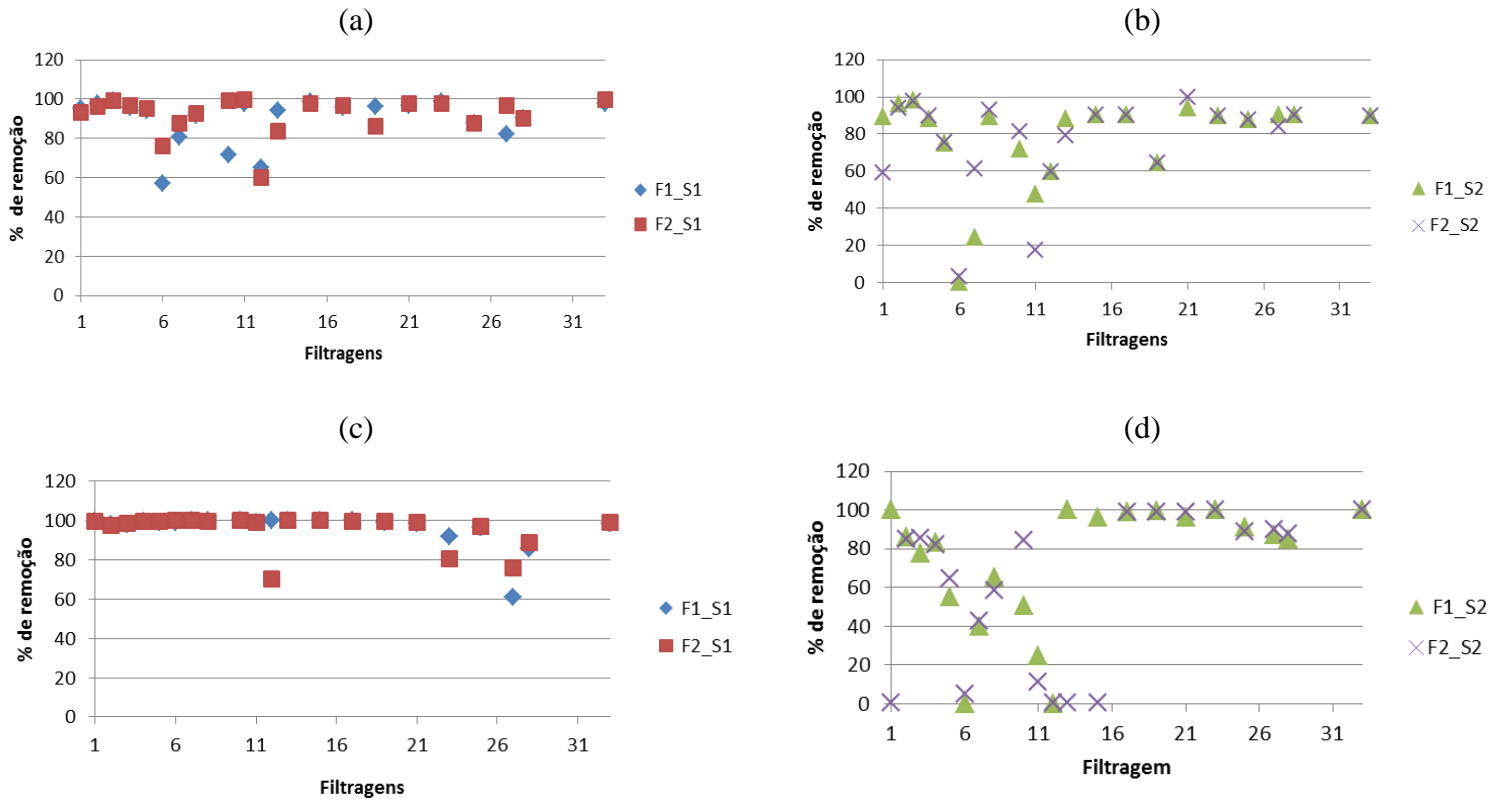 (a)
% de remoção
120
100
80
60
40
20
0
1 6 11 16 21 26 31
Filtragens
F1_S1
F2_S1
(b)
% de remoção
120
100
80
60
40
20
0
1 6 11 16 21 26 31
Filtragens
F1_S2
F2_S2
(c)
% de remoção
120
100
80
60
40
20
0
1 6 11 16 21 26 31
Filtragens
F1_S1
F2_S1
(d)
% de remoção
120
100
80
60
40
20
0
1 6 11 16 21 26 31
Filtragem
F1_S2
F2_S2